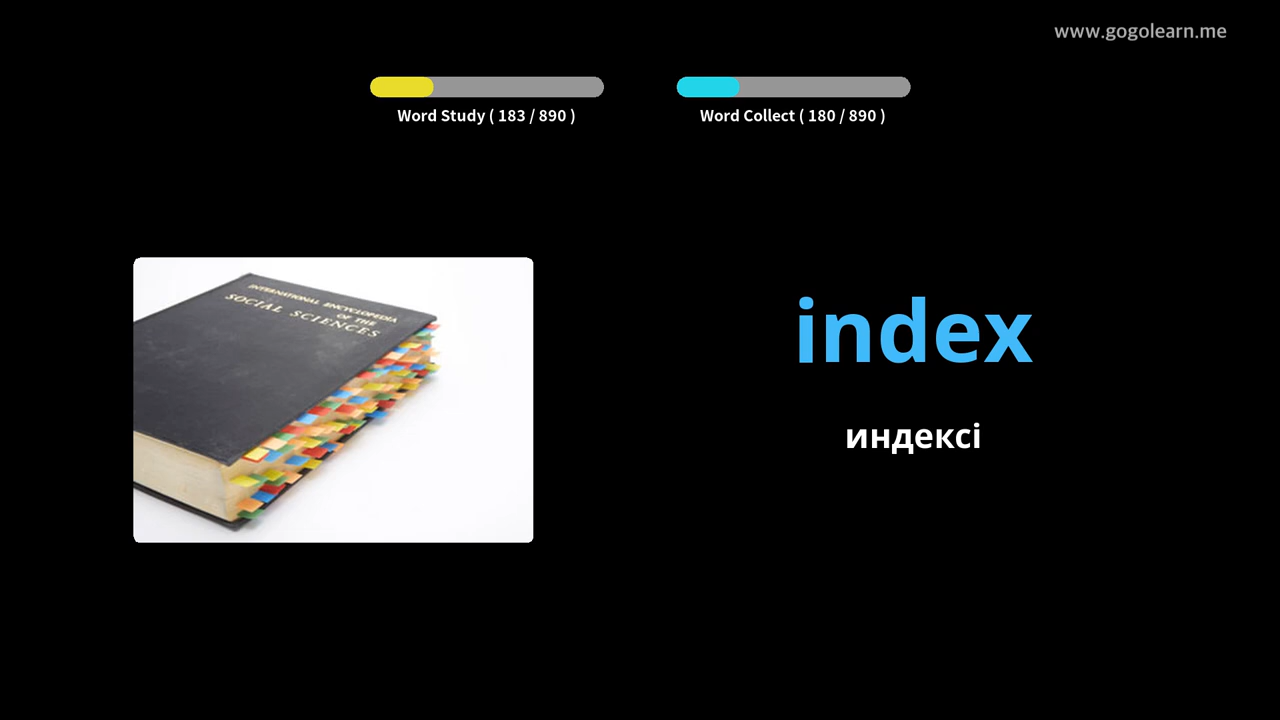 www.gogolearn.me
Word Study ( 183 / 890 )
Word Collect ( 180 / 890 )
INTERNATIONAL ENCYCLOPEDIA
OF THE
SOCIAL SCIENCES
index
индексі